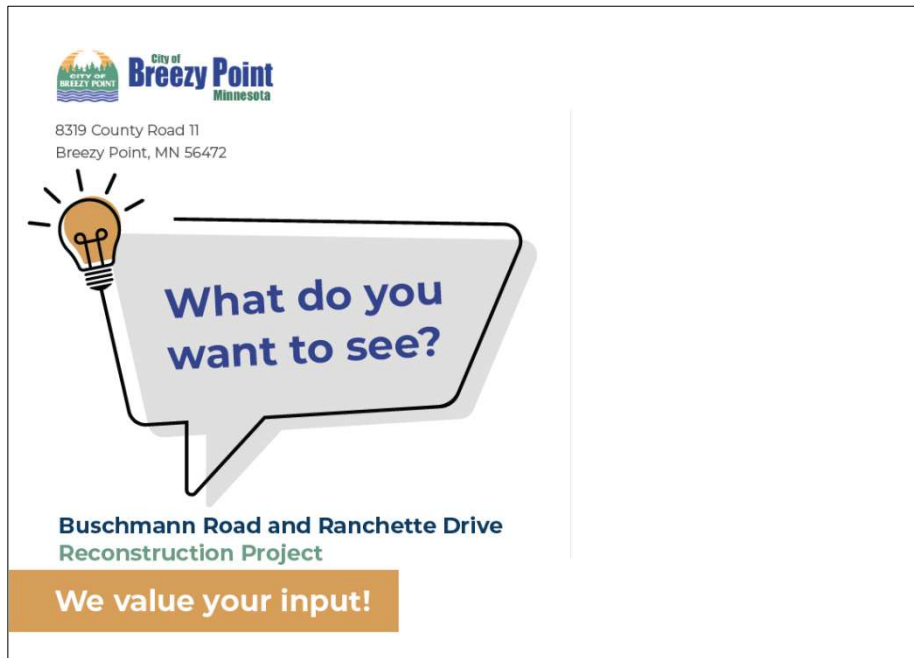 CITY OF
BREEZY POINT
City of
Breezy Point
Minnesota
8319 County Road 11
Breezy Point, MN 56472
What do you
want to see?
Buschmann Road and Ranchette Drive
Reconstruction Project
We value your input!